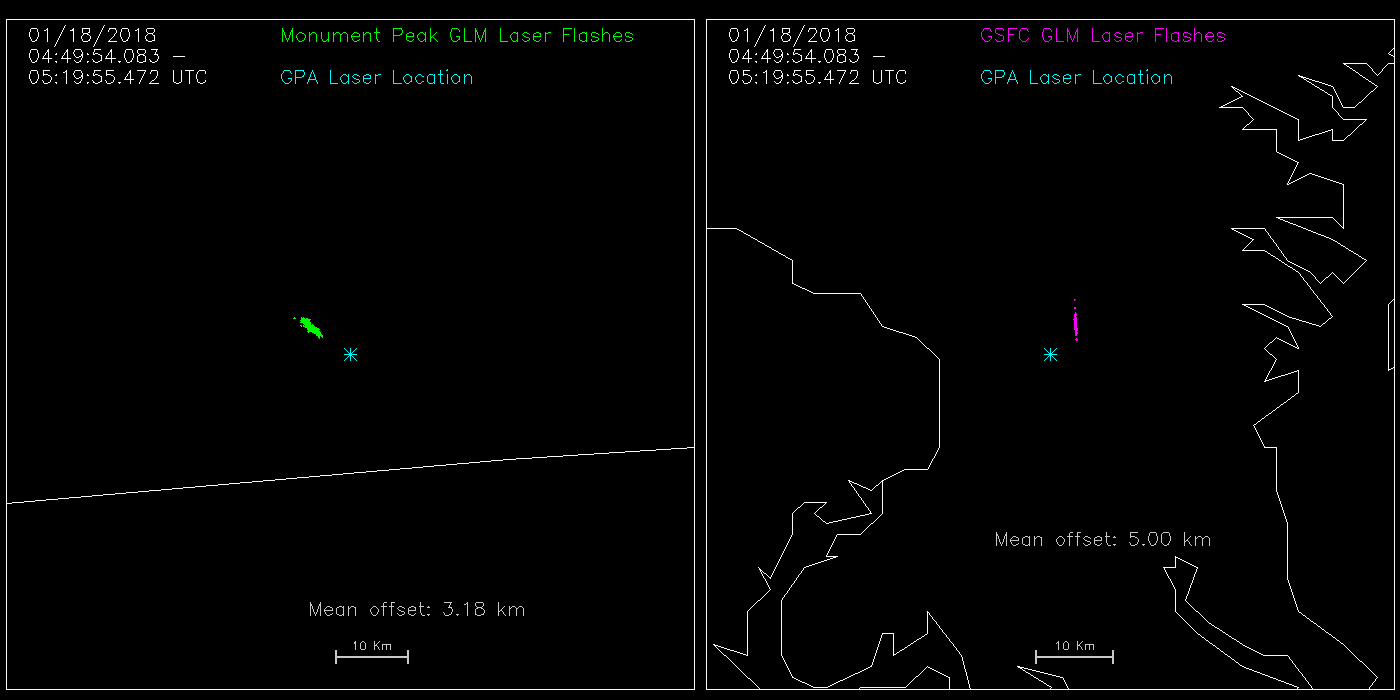 01/18/2018
04:49:54.083 –
05:19:55.472 UTC
Monument Peak GLM Laser Flashes
GPA Laser Location
Mean offset: 3.18 km
10 Km
01/18/2018
04:49:54.083 –
05:19:55.472 UTC
GSFC GLM Laser Flashes
GPA Laser Location
Mean offset: 5.00 km
10 Km